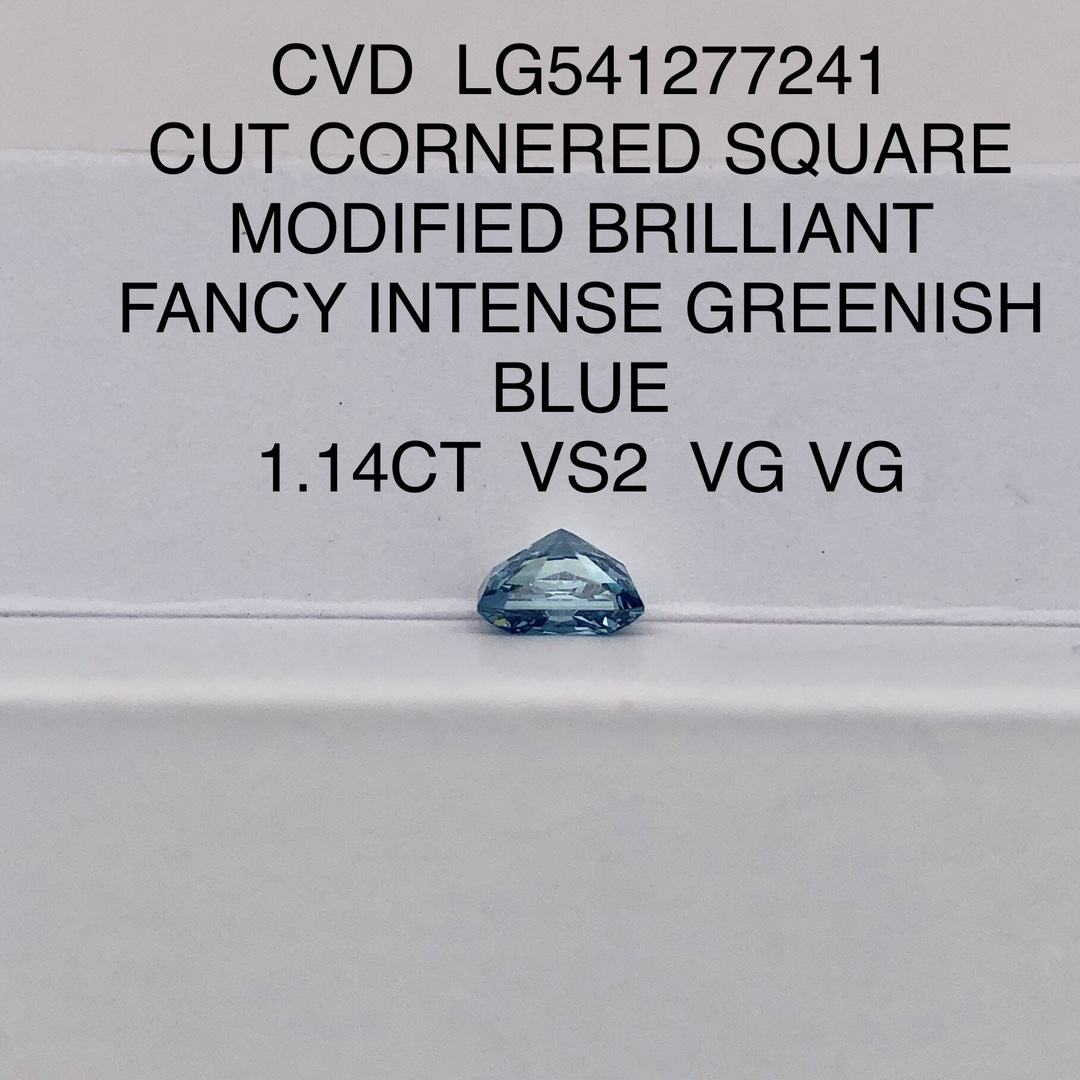 CVD  LG541277241
CUT CORNERED SQUARE
MODIFIED BRILLIANT
FANCY INTENSE GREENISH
BLUE
1.14CT  VS2  VG VG